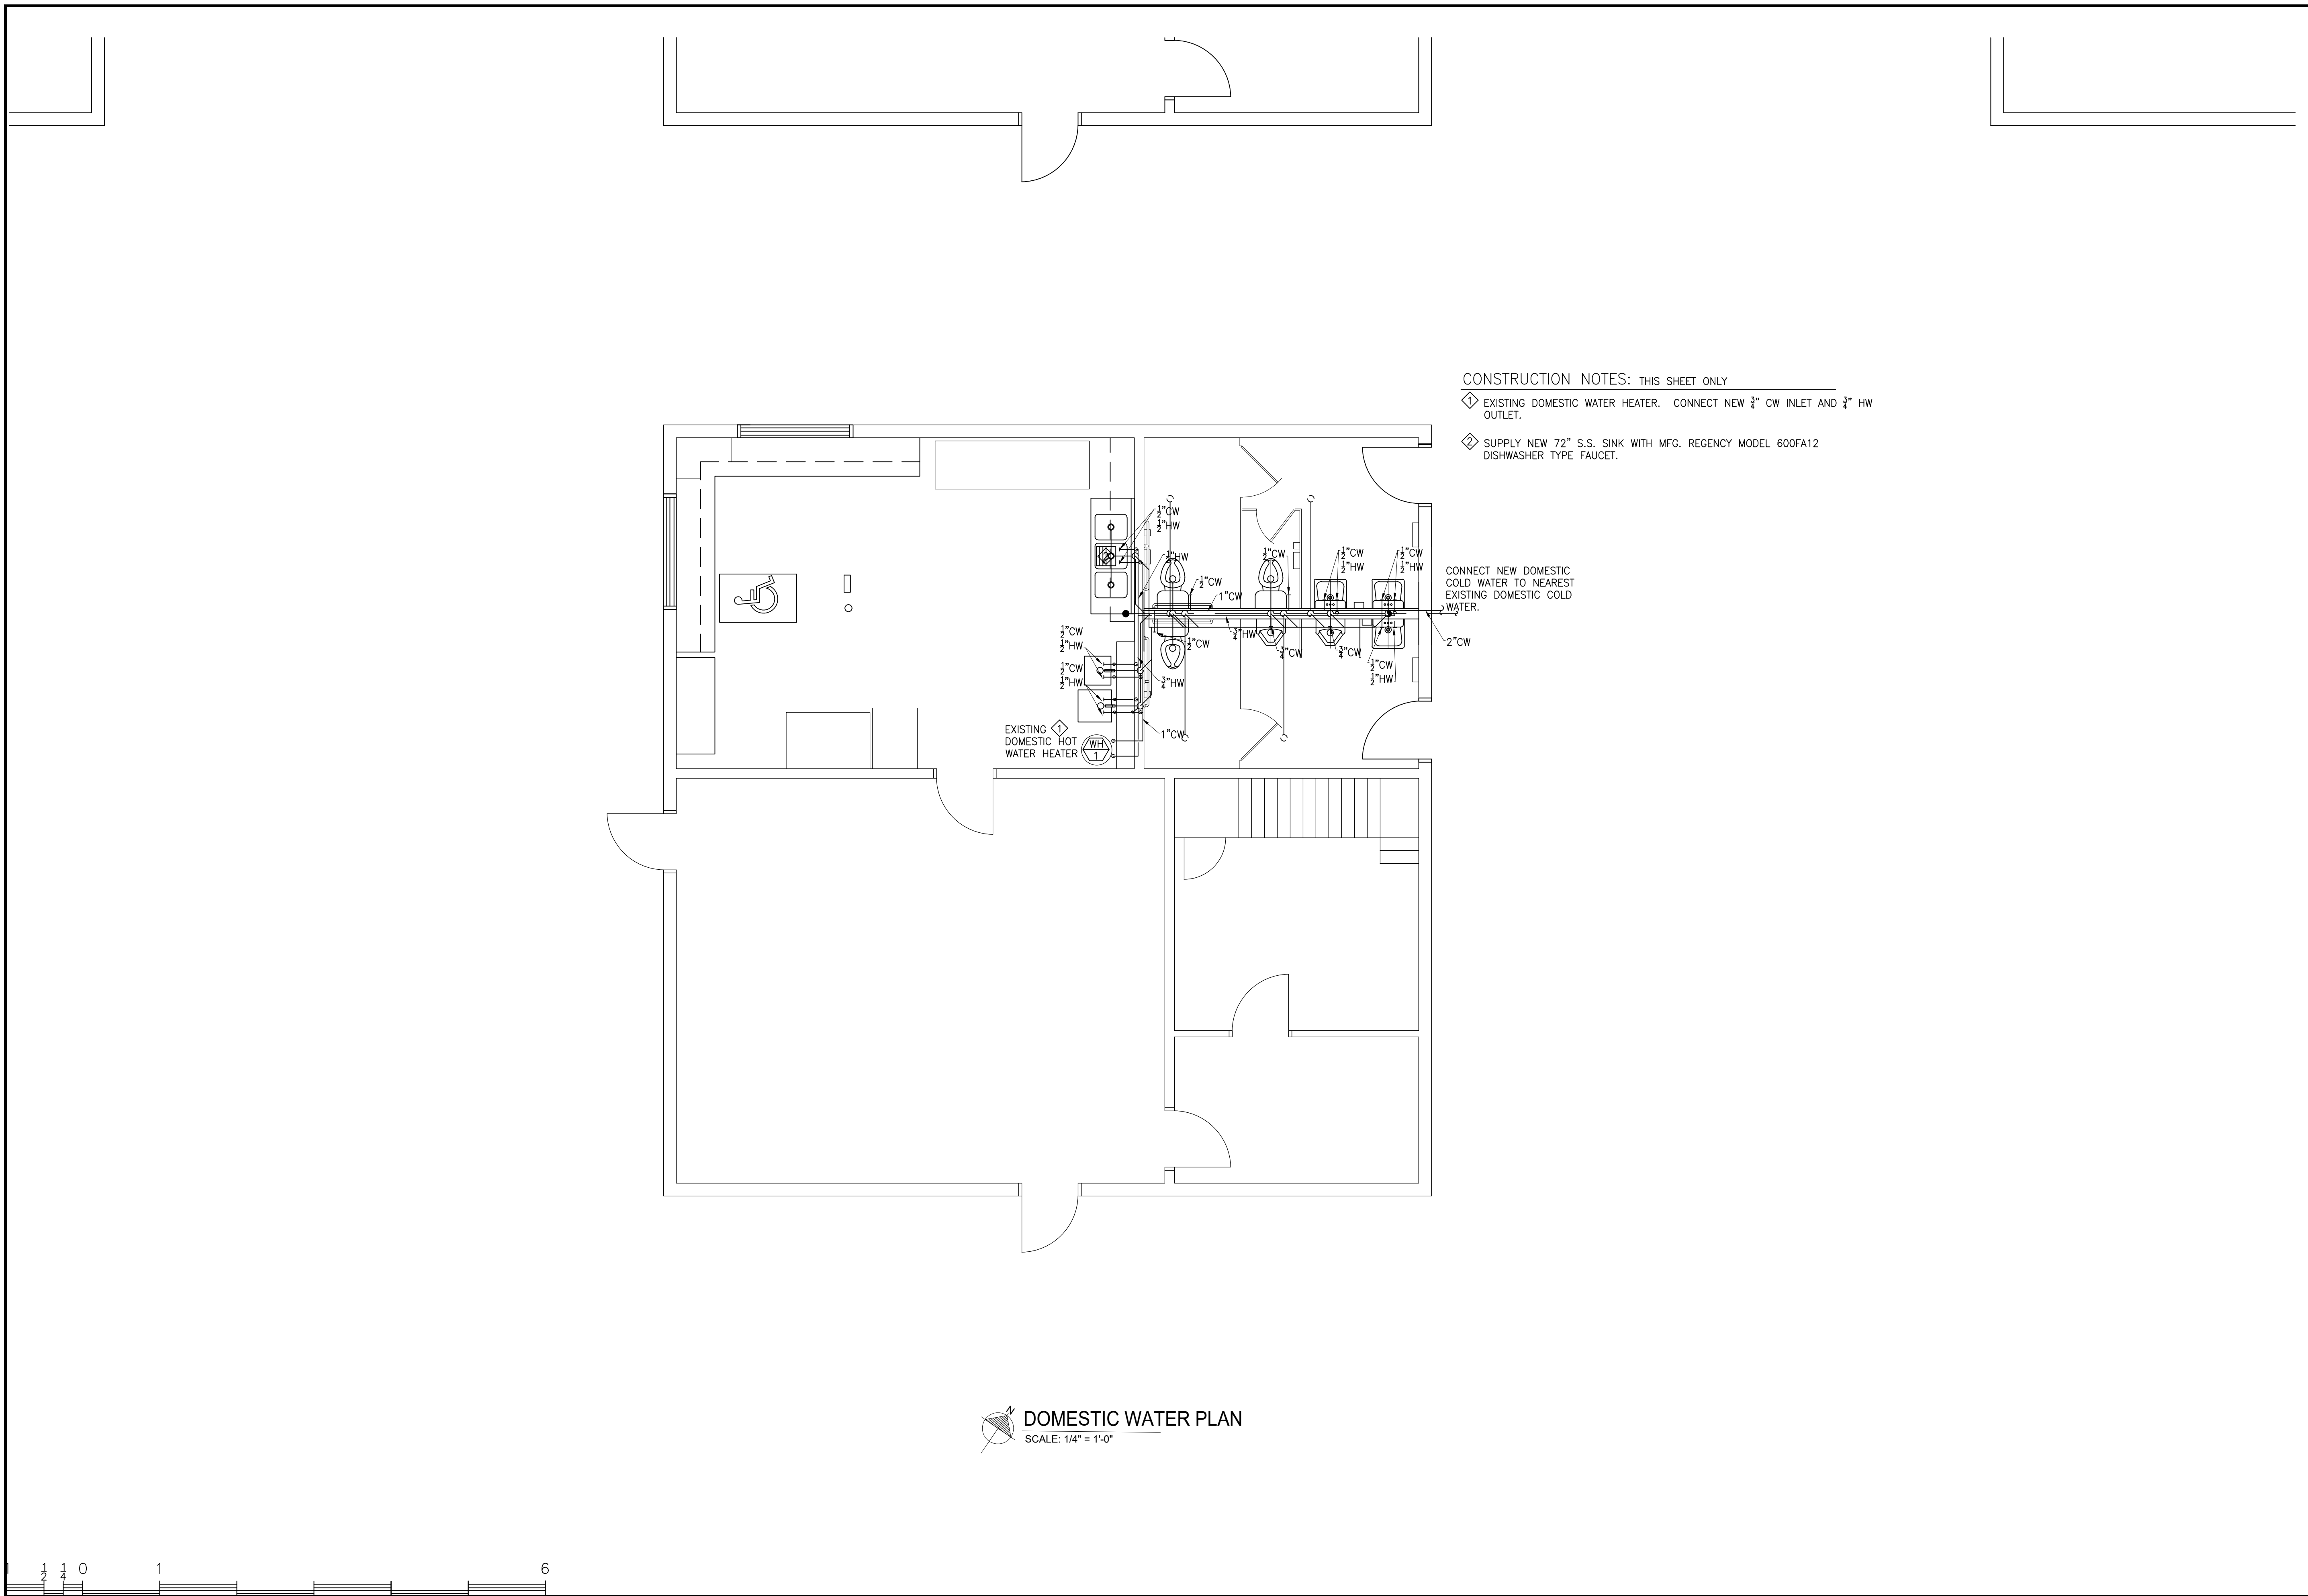 CONSTRUCTION NOTES: THIS SHEET ONLY
1 EXISTING DOMESTIC WATER HEATER. CONNECT NEW 3/4" CW INLET AND 3/4" HW
OUTLET.
2 SUPPLY NEW 72" S.S. SINK WITH MFG. REGENCY MODEL 600FA12
DISHWASHER TYPE FAUCET.
1/2"CW
1/2"HW
1/2"HW
1/2"CW
1/2"CW
1/2"HW
1/2"CW
1/2"HW
1/2"CW
1"CW
CONNECT NEW DOMESTIC
COLD WATER TO NEAREST
EXISTING DOMESTIC COLD
WATER.
1/2"CW
1/2"HW
1/2"CW
1/2"HW
3/4"HW
1/2"CW
3/4"CW
3/4"CW
2"CW
1/2"CW
1/2"HW
3/4"HW
1"CW
EXISTING 1
DOMESTIC HOT
WATER HEATER
WH
1
N
DOMESTIC WATER PLAN
SCALE: 1/4" = 1'-0"
1 1/2 1/4 0 1 6